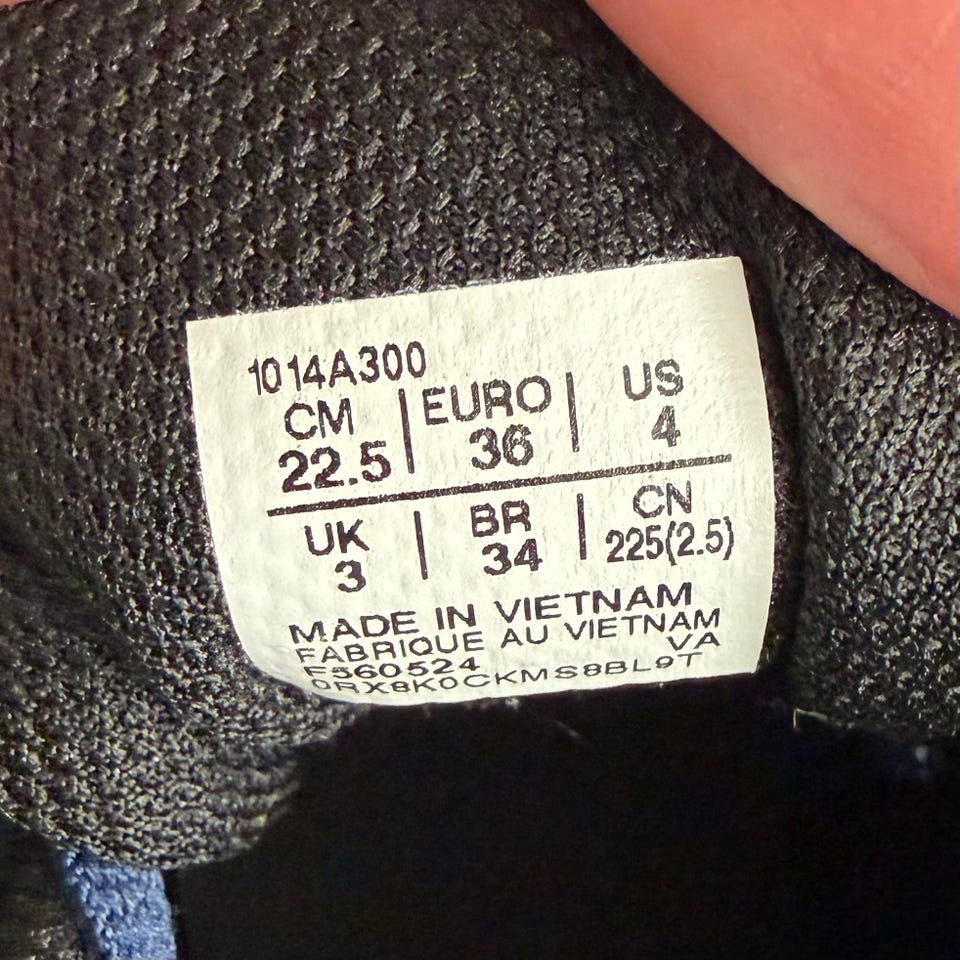 1014A300
CM | EURO | US
22.5 | 36 | 4
UK | BR | CN
3 | 34 | 225(2.5)
MADE IN VIETNAM
FABRIQUE AU VIETNAM
F560524 VA
0RX8K0CKMS8BL9T